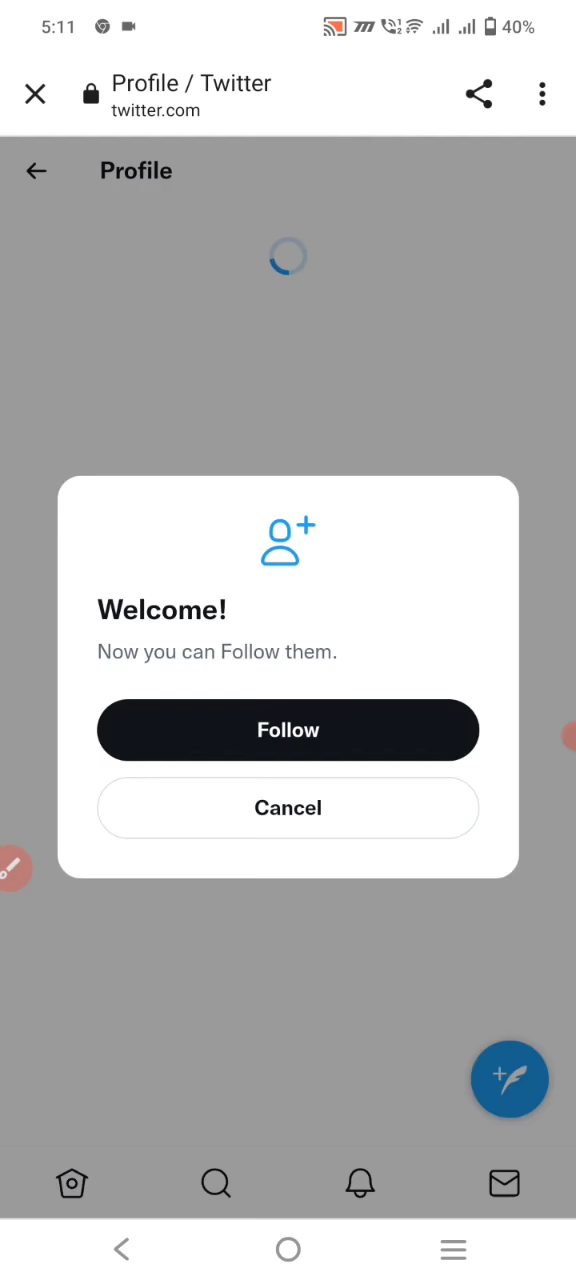 5:11
40%
Profile / Twitter
twitter.com
Profile
Welcome!
Now you can Follow them.
Follow
Cancel